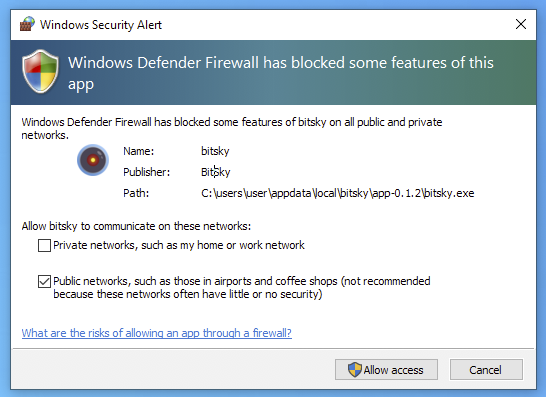 Windows Security Alert
Windows Defender Firewall has blocked some features of this
app
Windows Defender Firewall has blocked some features of bitsky on all public and private
networks.
Name: bitsky
Publisher: BitSky
Path: C:\users\user\appdata\local\bitsky\app-0.1.2\bitsky.exe
Allow bitsky to communicate on these networks:
Private networks, such as my home or work network
Public networks, such as those in airports and coffee shops (not recommended
because these networks often have little or no security)
What are the risks of allowing an app through a firewall?
Allow access Cancel